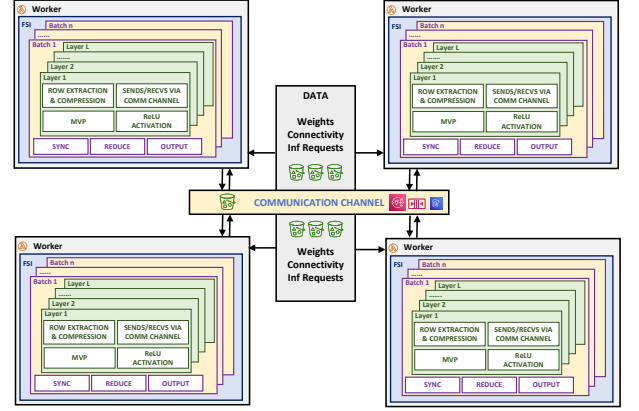 Worker
FSI
Batch n
......
Batch 1
Layer L
.......
Layer 2
Layer 1
ROW EXTRACTION
& COMPRESSION
SENDS/RECVS VIA
COMM CHANNEL
MVP
ReLU
ACTIVATION
SYNC
REDUCE
OUTPUT
DATA
Weights
Connectivity
Inf Requests
Worker
FSI
Batch n
......
Batch 1
Layer L
.......
Layer 2
Layer 1
ROW EXTRACTION
& COMPRESSION
SENDS/RECVS VIA
COMM CHANNEL
MVP
ReLU
ACTIVATION
SYNC
REDUCE
OUTPUT
COMMUNICATION CHANNEL
Worker
FSI
Batch n
......
Batch 1
Layer L
.......
Layer 2
Layer 1
ROW EXTRACTION
& COMPRESSION
SENDS/RECVS VIA
COMM CHANNEL
MVP
ReLU
ACTIVATION
SYNC
REDUCE
OUTPUT
Weights
Connectivity
Inf Requests
Worker
FSI
Batch n
......
Batch 1
Layer L
.......
Layer 2
Layer 1
ROW EXTRACTION
& COMPRESSION
SENDS/RECVS VIA
COMM CHANNEL
MVP
ReLU
ACTIVATION
SYNC
REDUCE
OUTPUT